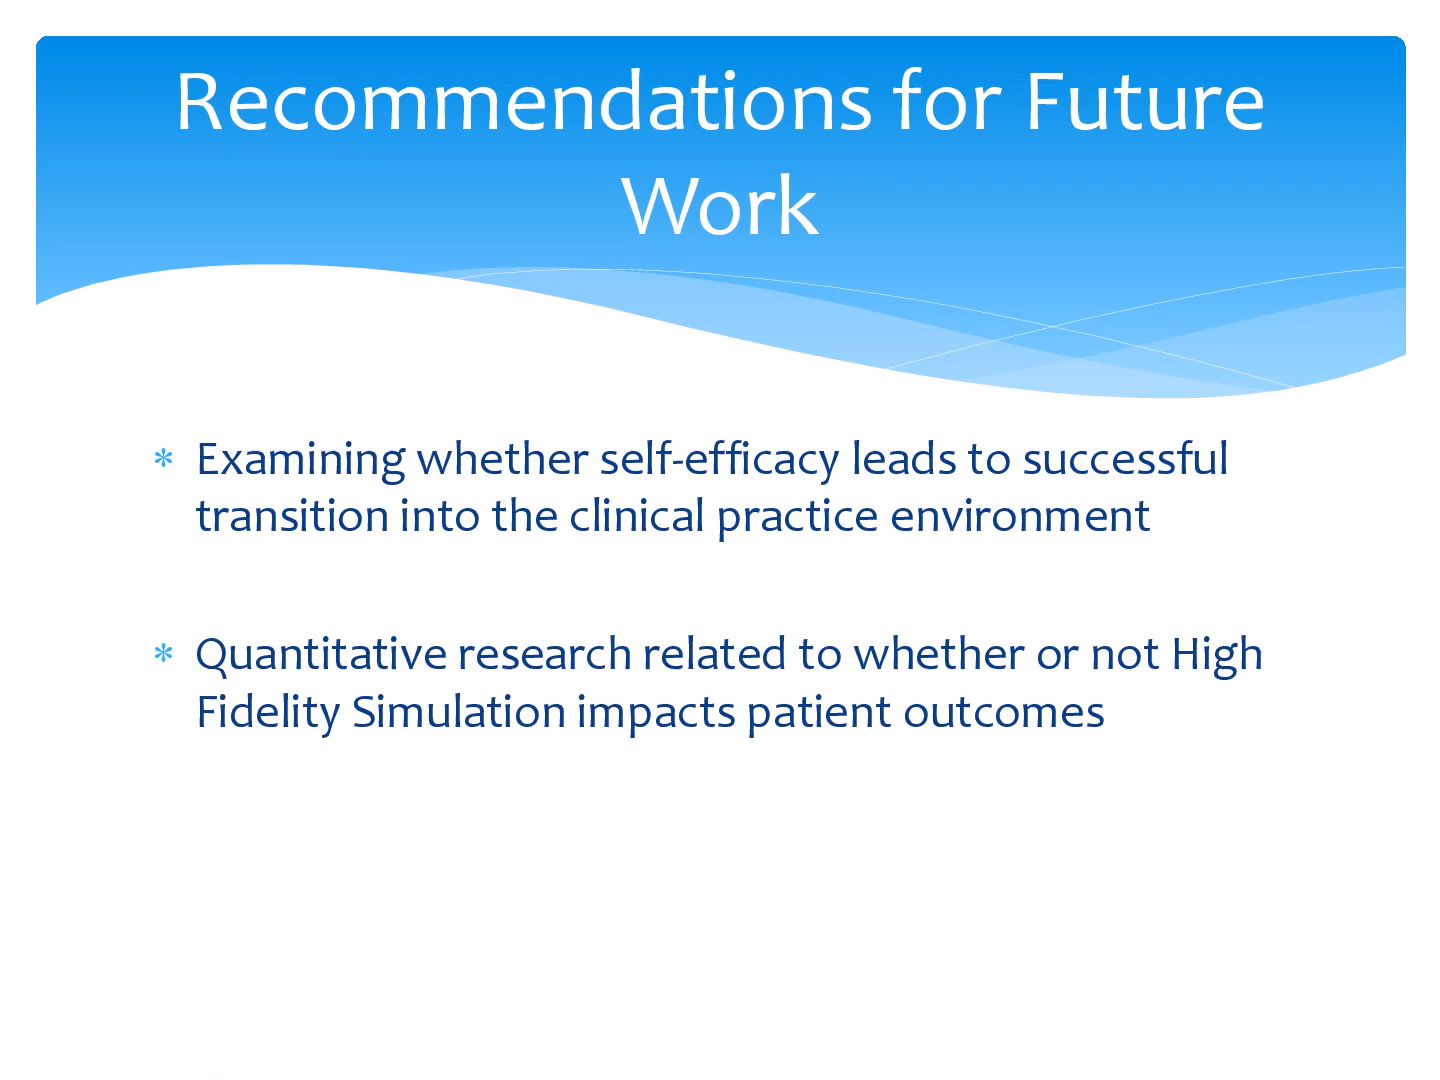 Recommendations for Future
Work
* Examining whether self-efficacy leads to successful
transition into the clinical practice environment
* Quantitative research related to whether or not High
Fidelity Simulation impacts patient outcomes